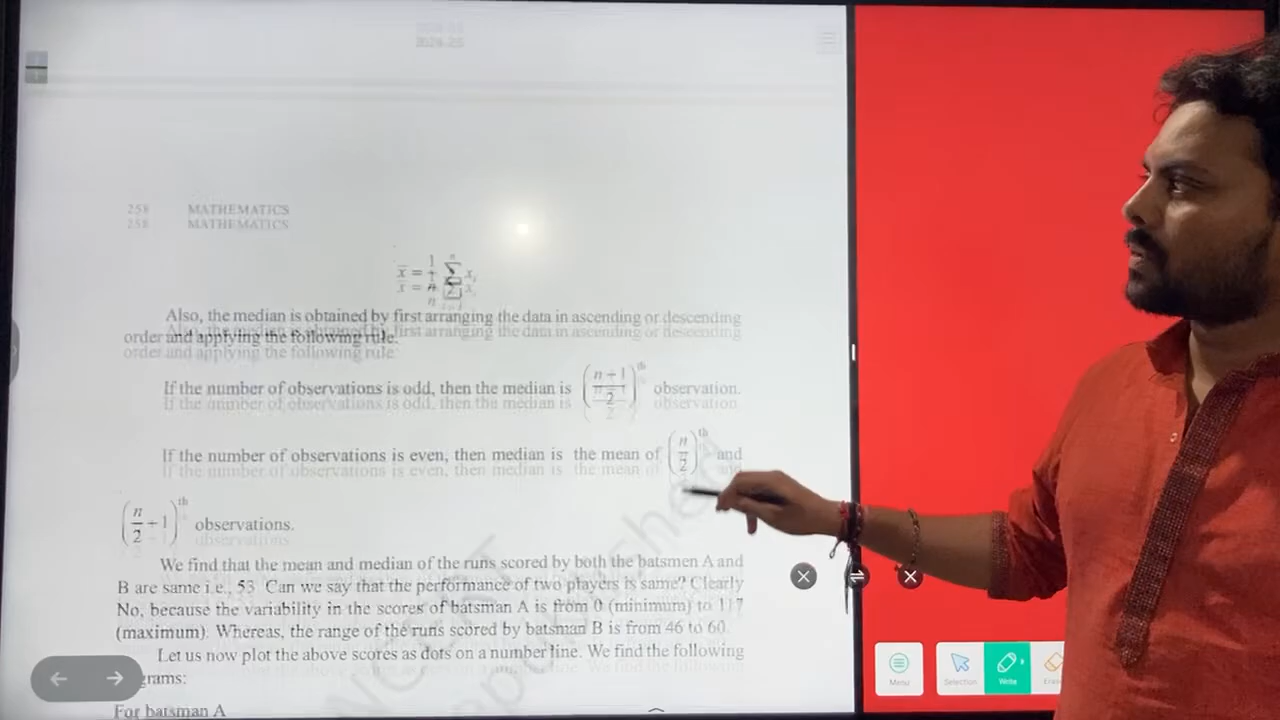 2024-25
258 MATHEMATICS
x̄ = 1/n ∑ xᵢ
Also, the median is obtained by first arranging the data in ascending or descending
order and applying the following rule.
If the number of observations is odd, then the median is ((n+1)/2)ᵗʰ observation.
If the number of observations is even, then median is the mean of (n/2)ᵗʰ and
(n/2+1)ᵗʰ observations.
We find that the mean and median of the runs scored by both the batsmen A and
B are same i.e., 53. Can we say that the performance of two players is same? Clearly
No, because the variability in the scores of batsman A is from 0 (minimum) to 117
(maximum). Whereas, the range of the runs scored by batsman B is from 46 to 60.
Let us now plot the above scores as dots on a number line. We find the following
grams:
For batsman A
Menu Selection Write